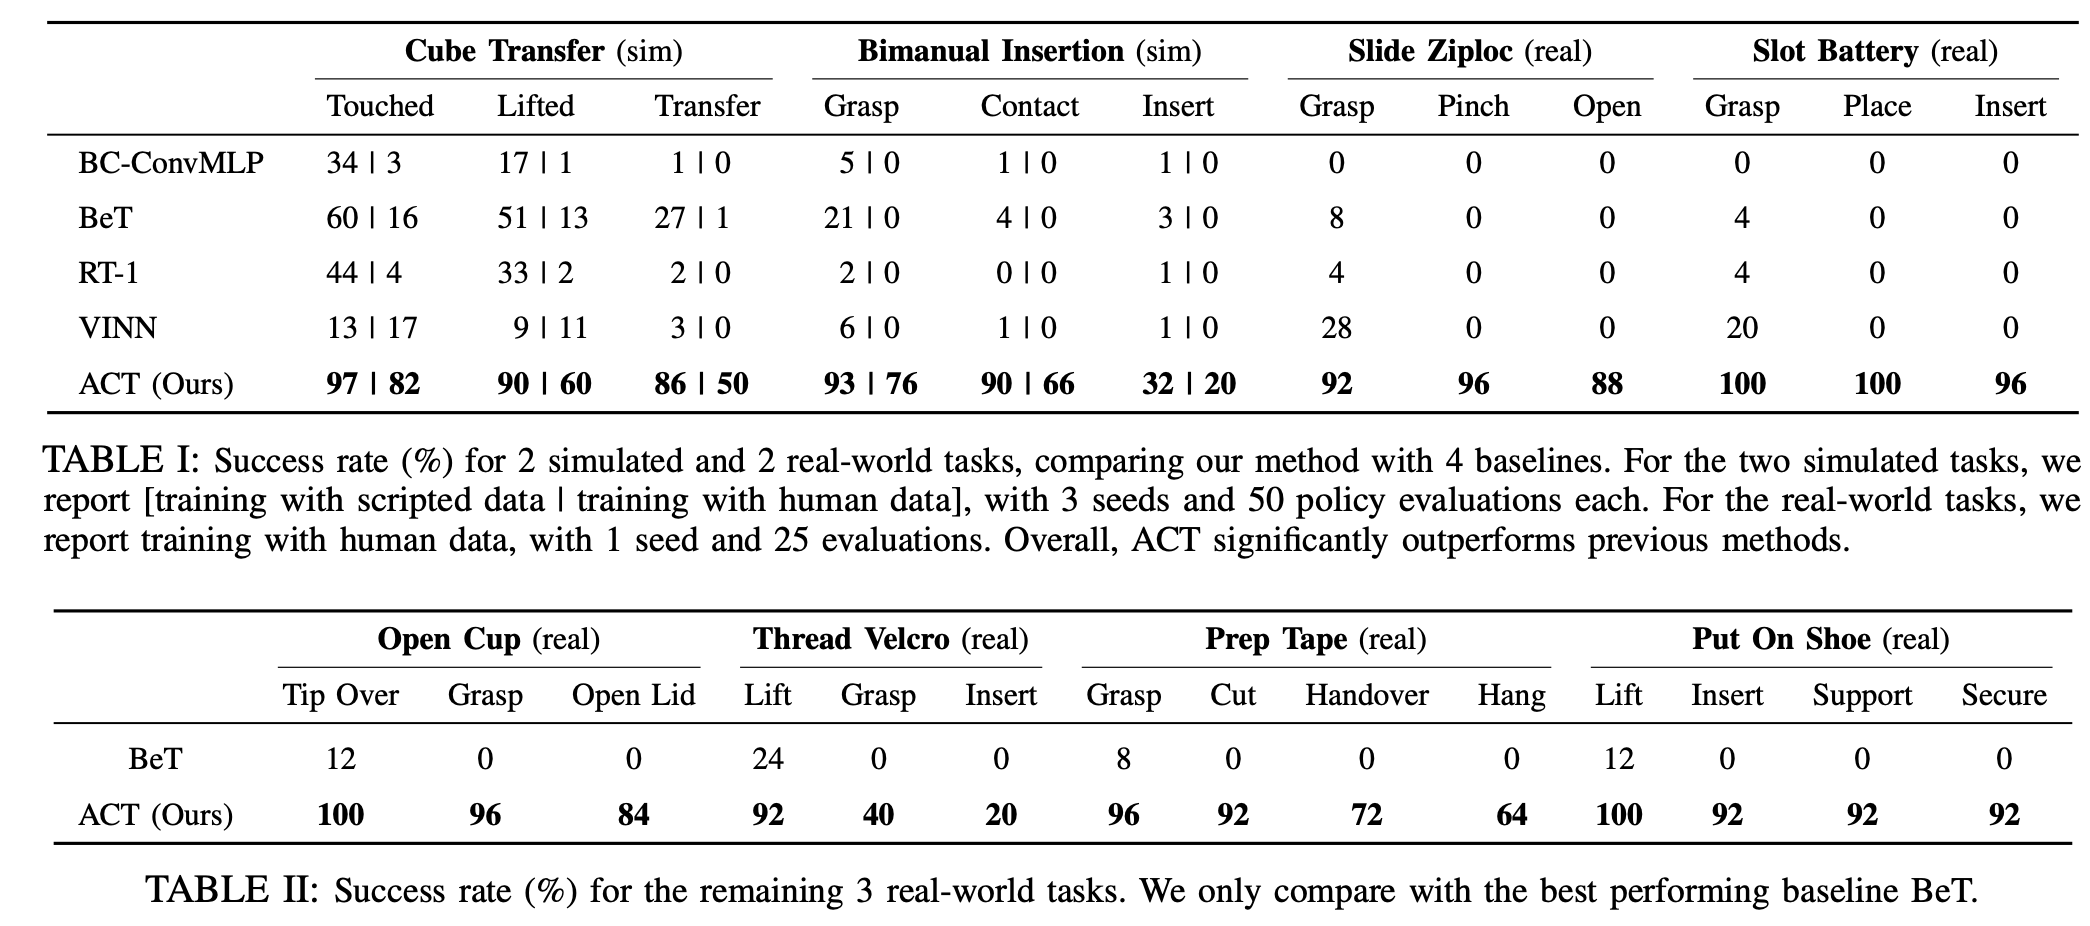 Cube Transfer (sim) Bimanual Insertion (sim) Slide Ziploc (real) Slot Battery (real)
Touched Lifted Transfer Grasp Contact Insert Grasp Pinch Open Grasp Place Insert
BC-ConvMLP 34 | 3 17 | 1 1 | 0 5 | 0 1 | 0 1 | 0 0 0 0 0 0 0
BeT 60 | 16 51 | 13 27 | 1 21 | 0 4 | 0 3 | 0 8 0 0 4 0 0
RT-1 44 | 4 33 | 2 2 | 0 2 | 0 0 | 0 1 | 0 4 0 0 4 0 0
VINN 13 | 17 9 | 11 3 | 0 6 | 0 1 | 0 1 | 0 28 0 0 20 0 0
ACT (Ours) 97 | 82 90 | 60 86 | 50 93 | 76 90 | 66 32 | 20 92 96 88 100 100 96
TABLE I: Success rate (%) for 2 simulated and 2 real-world tasks, comparing our method with 4 baselines. For the two simulated tasks, we
report [training with scripted data | training with human data], with 3 seeds and 50 policy evaluations each. For the real-world tasks, we
report training with human data, with 1 seed and 25 evaluations. Overall, ACT significantly outperforms previous methods.
Open Cup (real) Thread Velcro (real) Prep Tape (real) Put On Shoe (real)
Tip Over Grasp Open Lid Lift Grasp Insert Grasp Cut Handover Hang Lift Insert Support Secure
BeT 12 0 0 24 0 0 8 0 0 0 12 0 0 0
ACT (Ours) 100 96 84 92 40 20 96 92 72 64 100 92 92 92
TABLE II: Success rate (%) for the remaining 3 real-world tasks. We only compare with the best performing baseline BeT.